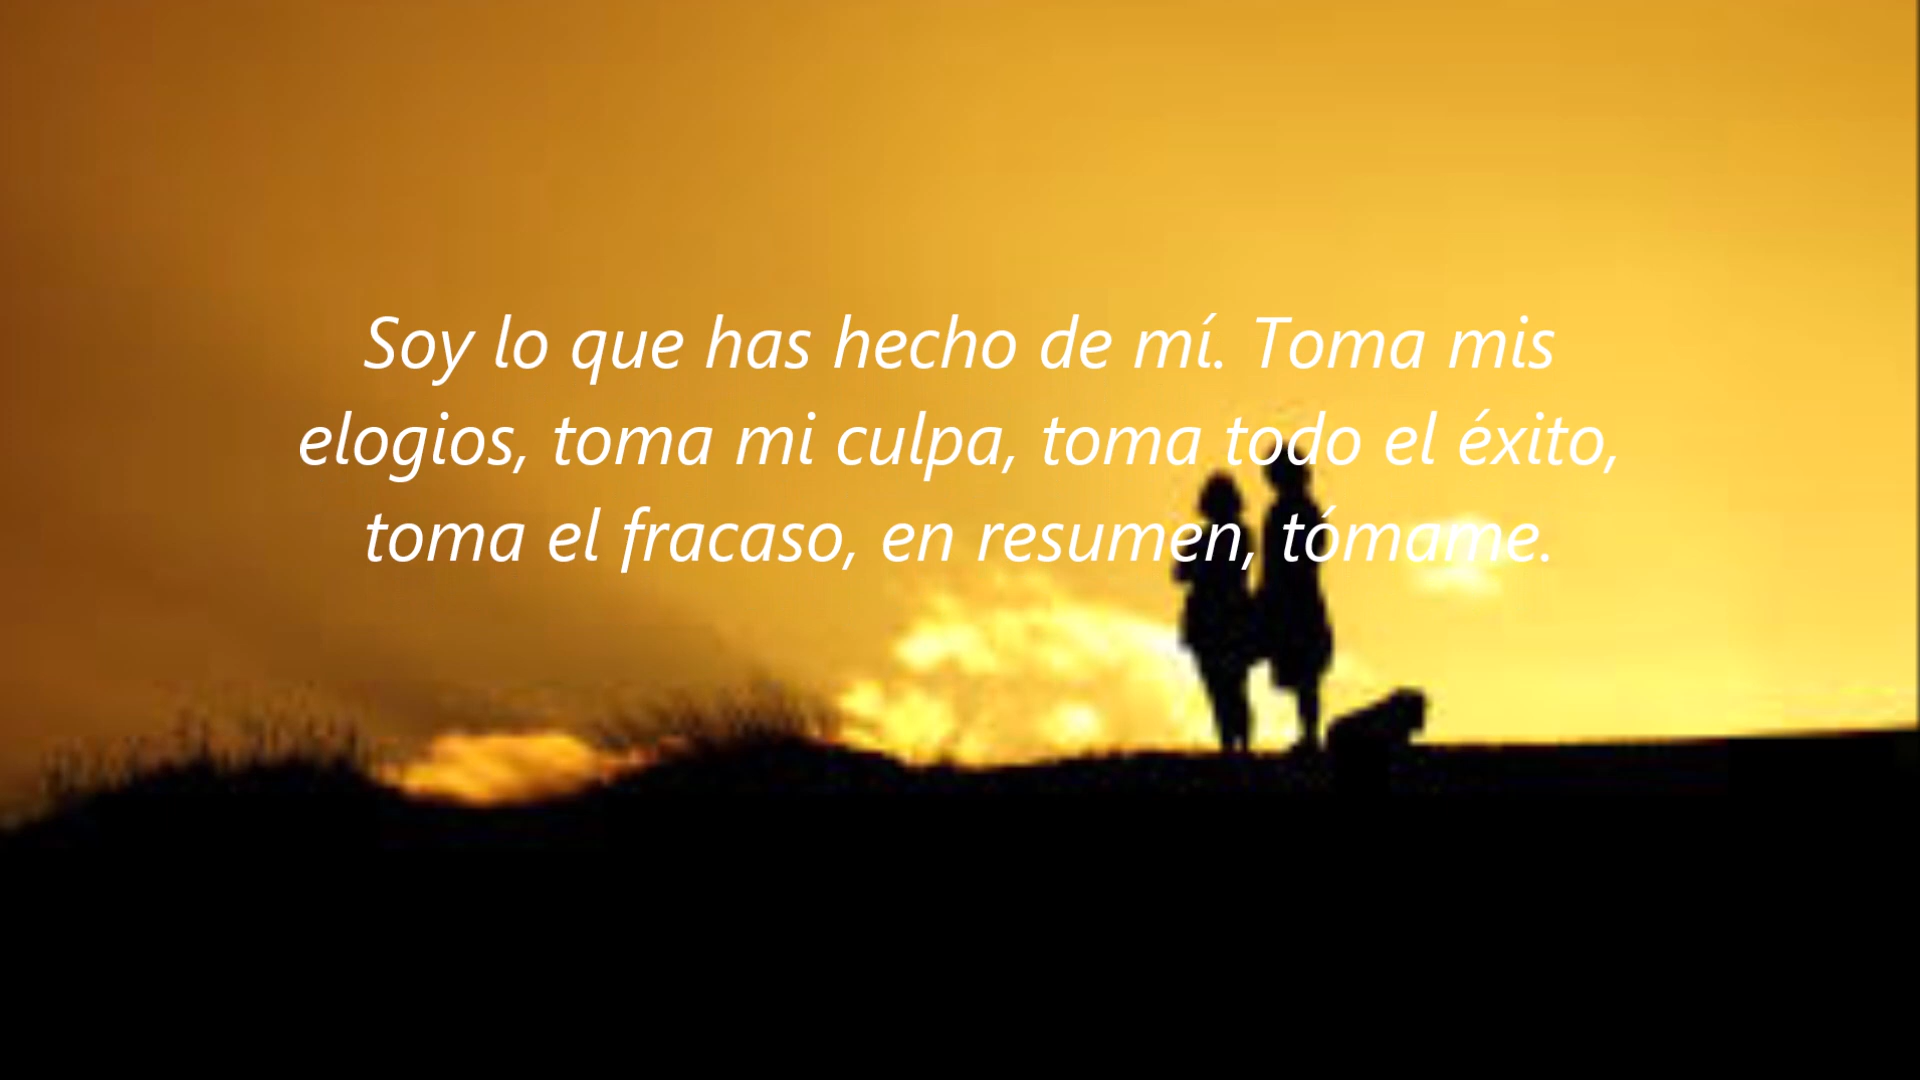 Soy lo que has hecho de mí. Toma mis
elogios, toma mi culpa, toma todo el éxito,
toma el fracaso, en resumen, tómame.